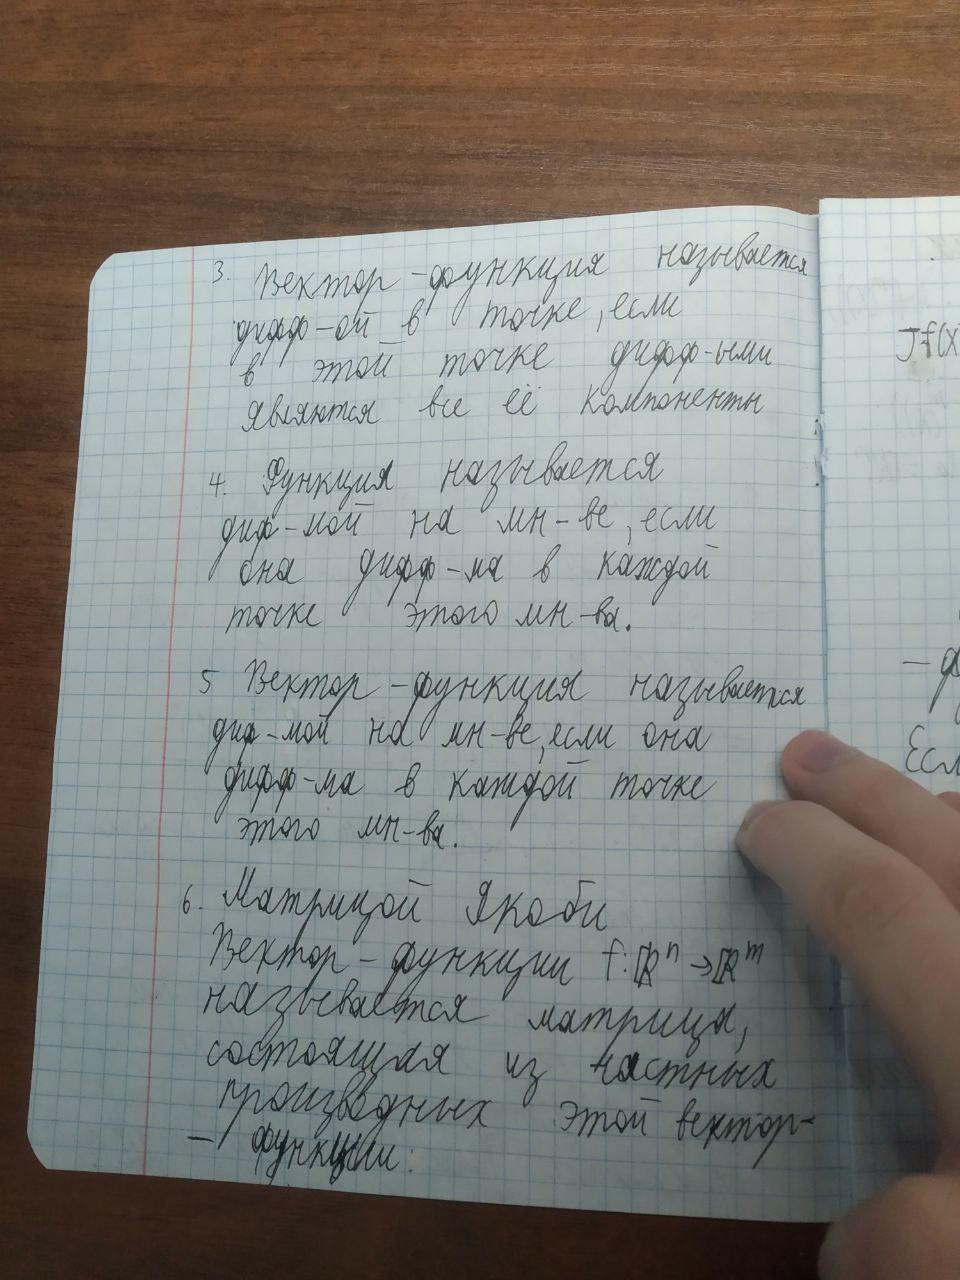 3. Вектор-функция называется
дифф-ой в точке, если
в этой точке дифф-ыми
являются все её компоненты
4. Функция называется
диф-мой на мн-ве, если
она дифф-ма в каждой
точке этого мн-ва.
5 Вектор-функция называется
диф-мой на мн-ве, если она
дифф-ма в каждой точке
этого мн-ва.
6. Матрицой Якоби
Вектор-функции f: ℝⁿ → ℝᵐ
называется матрица,
состоящая из частных
производных этой вектор-
- функции:
Jf(x
- ф
Есл